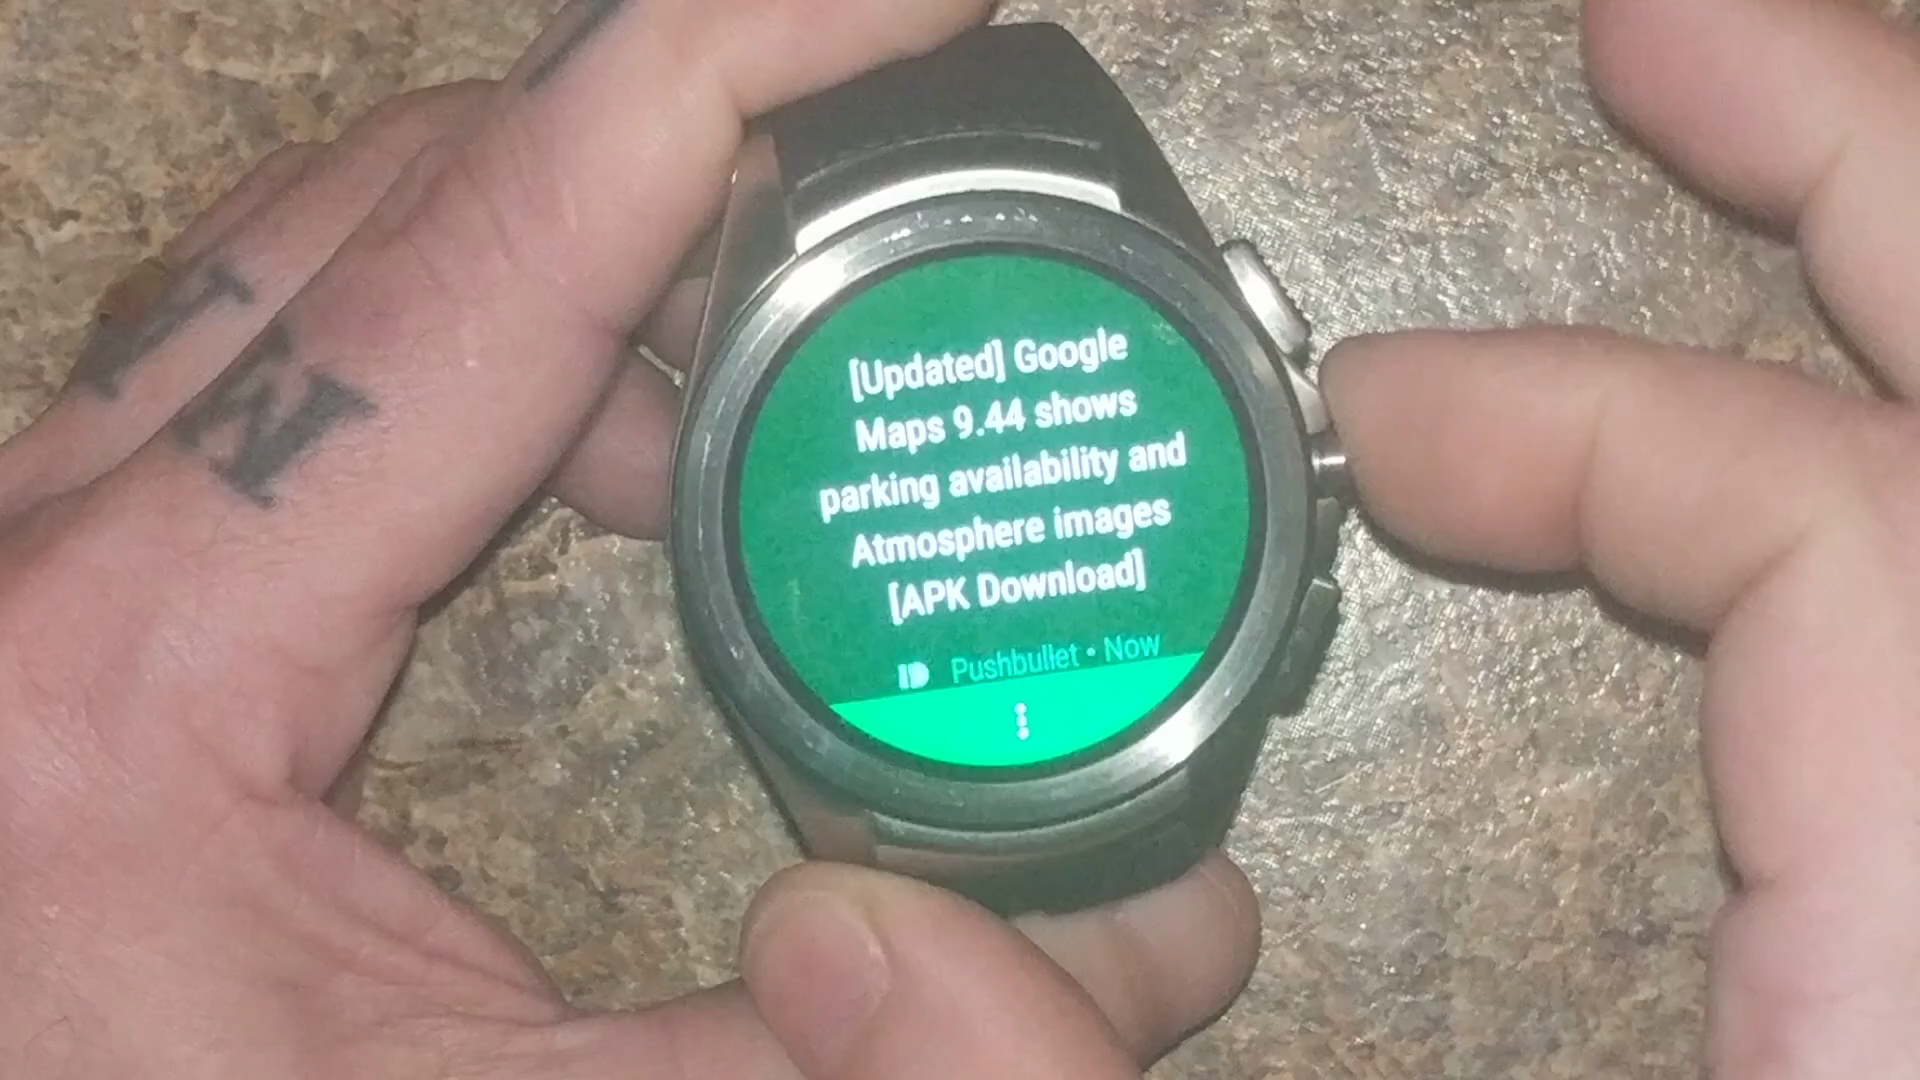 [Updated] Google
Maps 9.44 shows
parking availability and
Atmosphere images
[APK Download]
Pushbullet • Now